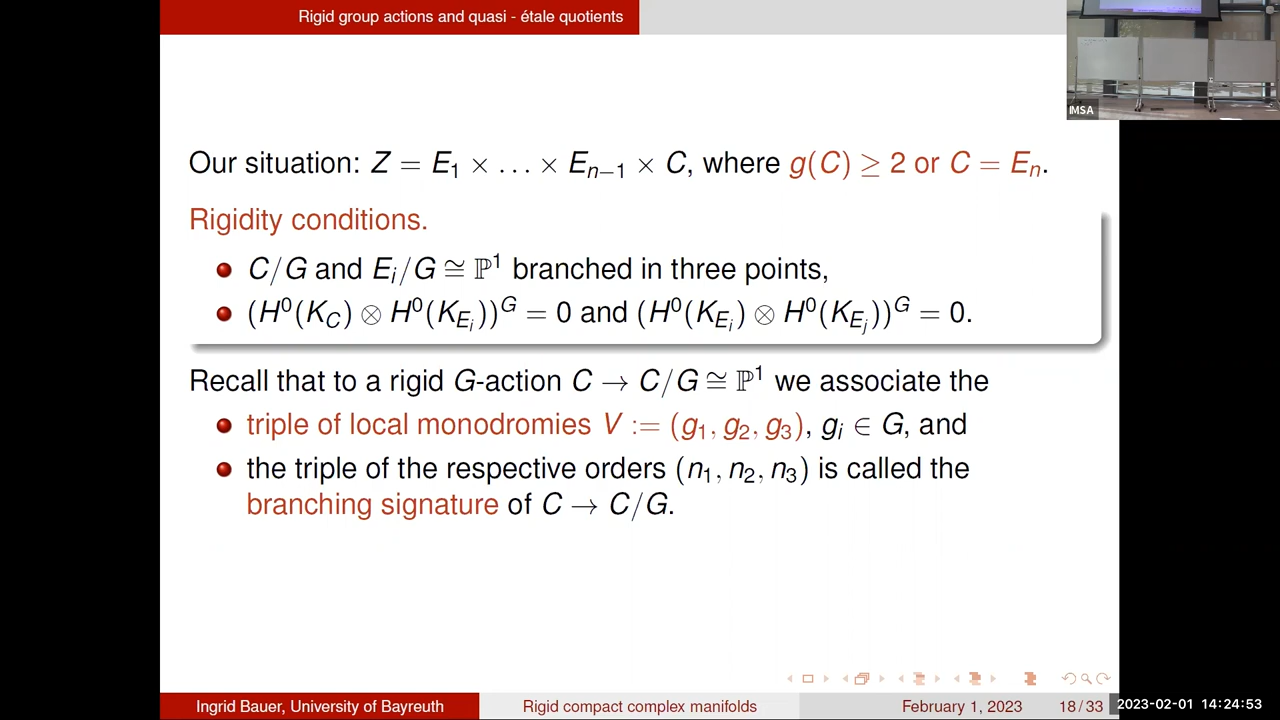 Rigid group actions and quasi - étale quotients
IMSA
Our situation: Z = E₁ × … × Eₙ₋₁ × C, where g(C) ≥ 2 or C = Eₙ.
Rigidity conditions.
C/G and Eᵢ/G ≅ ℙ¹ branched in three points,
(H⁰(K_C) ⊗ H⁰(K_{E_i}))^G = 0 and (H⁰(K_{E_i}) ⊗ H⁰(K_{E_j}))^G = 0.
Recall that to a rigid G-action C → C/G ≅ ℙ¹ we associate the
triple of local monodromies V := (g₁, g₂, g₃), gᵢ ∈ G, and
the triple of the respective orders (n₁, n₂, n₃) is called the
branching signature of C → C/G.
Ingrid Bauer, University of Bayreuth
Rigid compact complex manifolds
February 1, 2023
18 / 33
2023-02-01 14:24:53